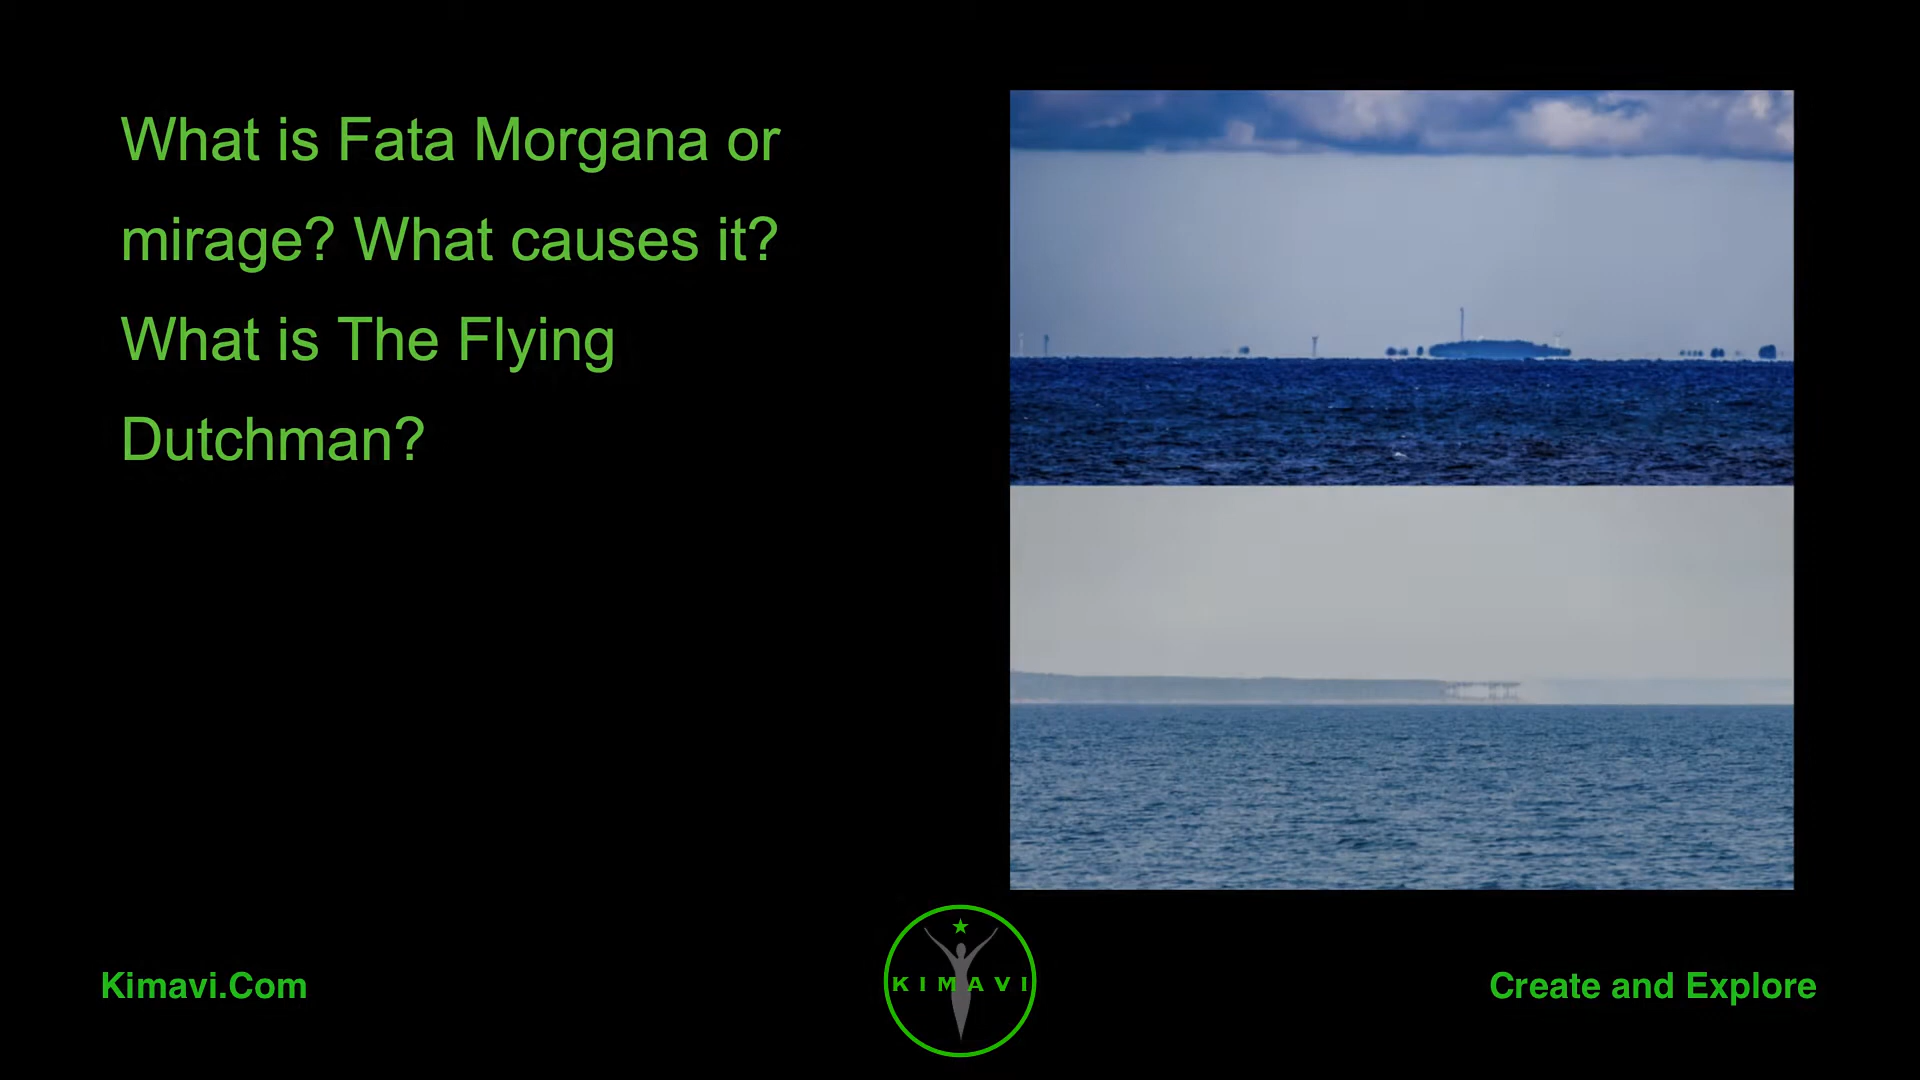 What is Fata Morgana or
mirage? What causes it?
What is The Flying
Dutchman?
KIMAVI
Kimavi.Com
Create and Explore